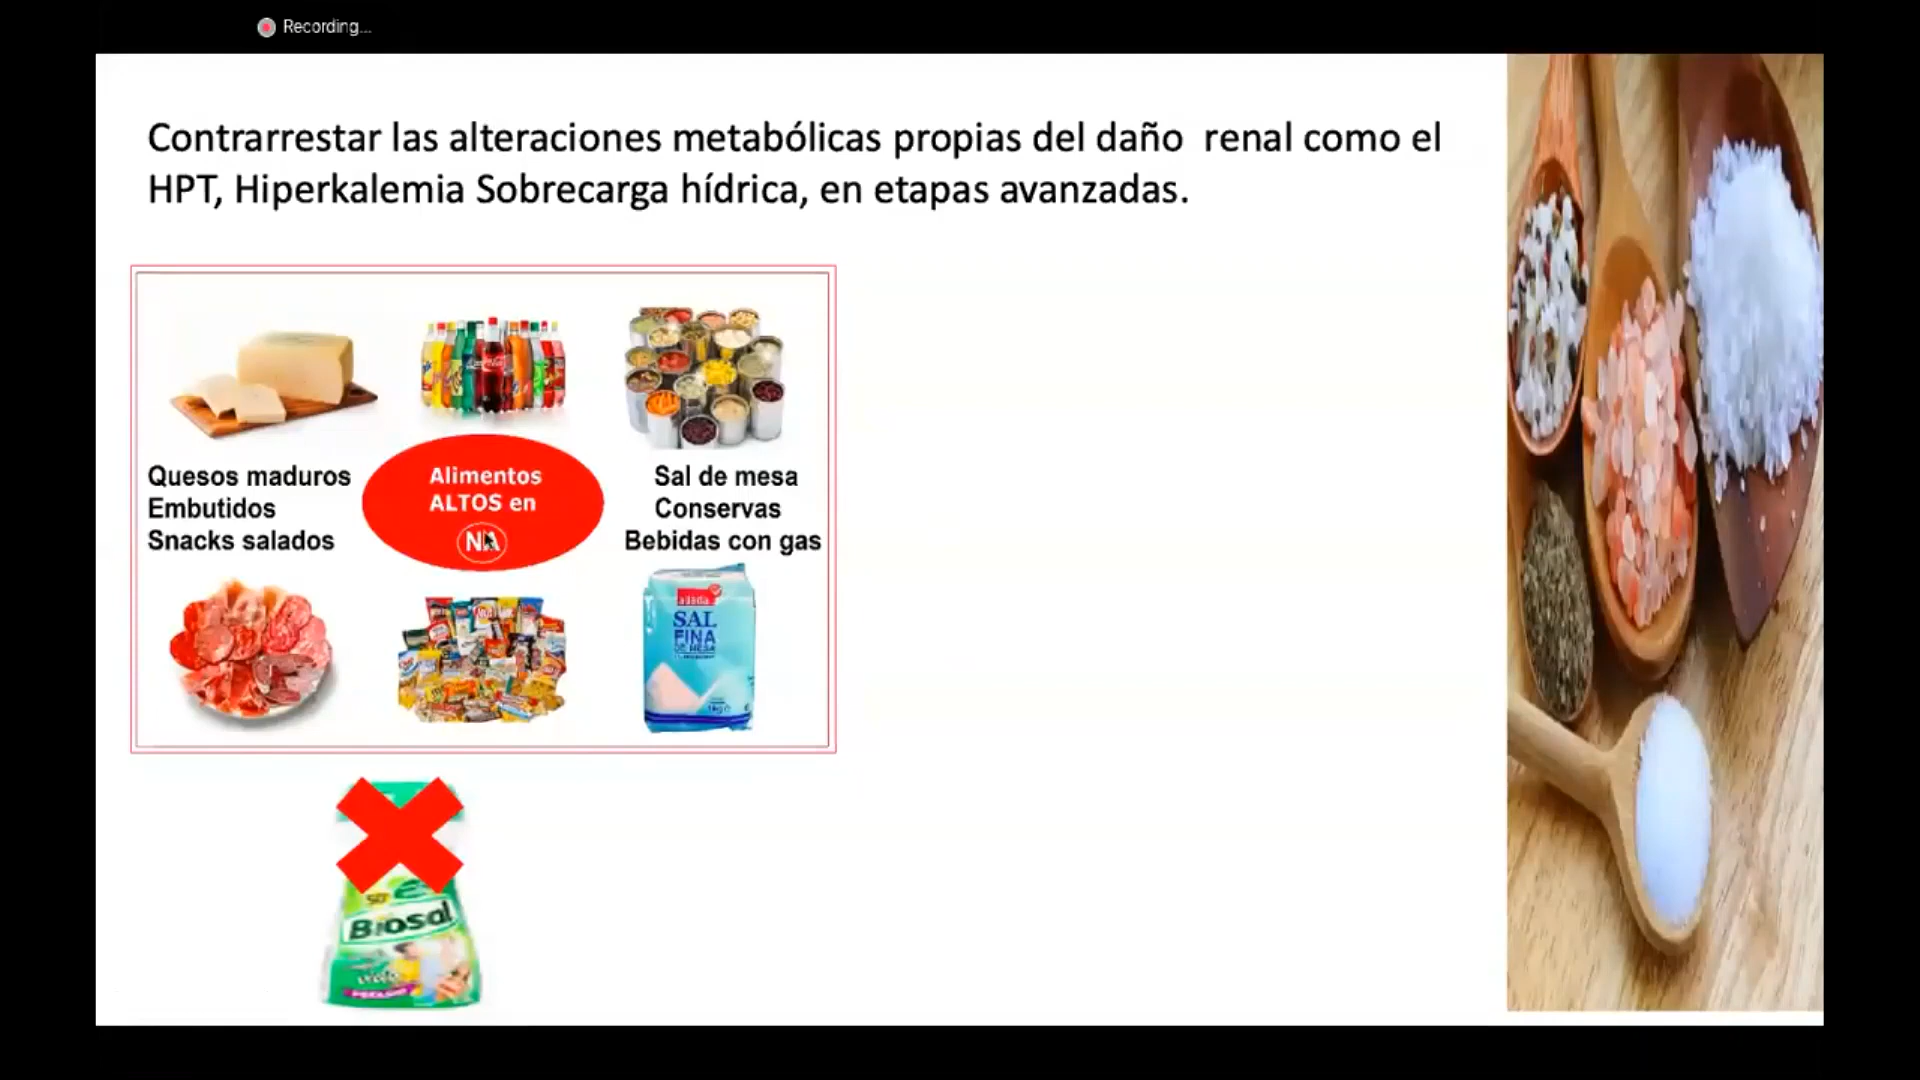 Recording...
Contrarrestar las alteraciones metabólicas propias del daño renal como el
HPT, Hiperkalemia Sobrecarga hídrica, en etapas avanzadas.
Quesos maduros
Embutidos
Snacks salados
Alimentos
ALTOS en
NA
Sal de mesa
Conservas
Bebidas con gas
SAL
FINA
DE MESA
1kg
Biosal